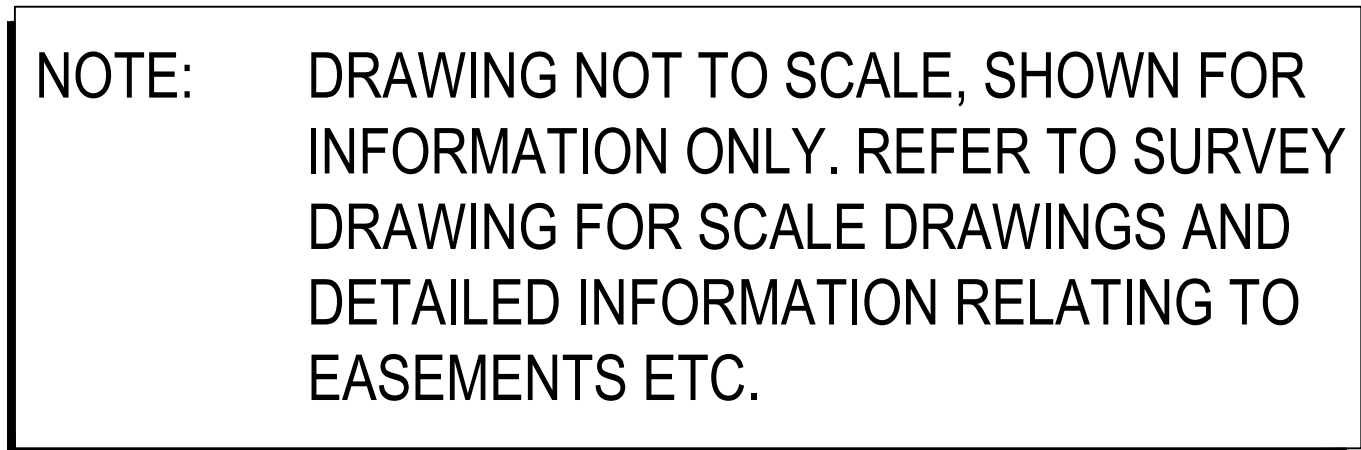 NOTE: DRAWING NOT TO SCALE, SHOWN FOR
INFORMATION ONLY. REFER TO SURVEY
DRAWING FOR SCALE DRAWINGS AND
DETAILED INFORMATION RELATING TO
EASEMENTS ETC.